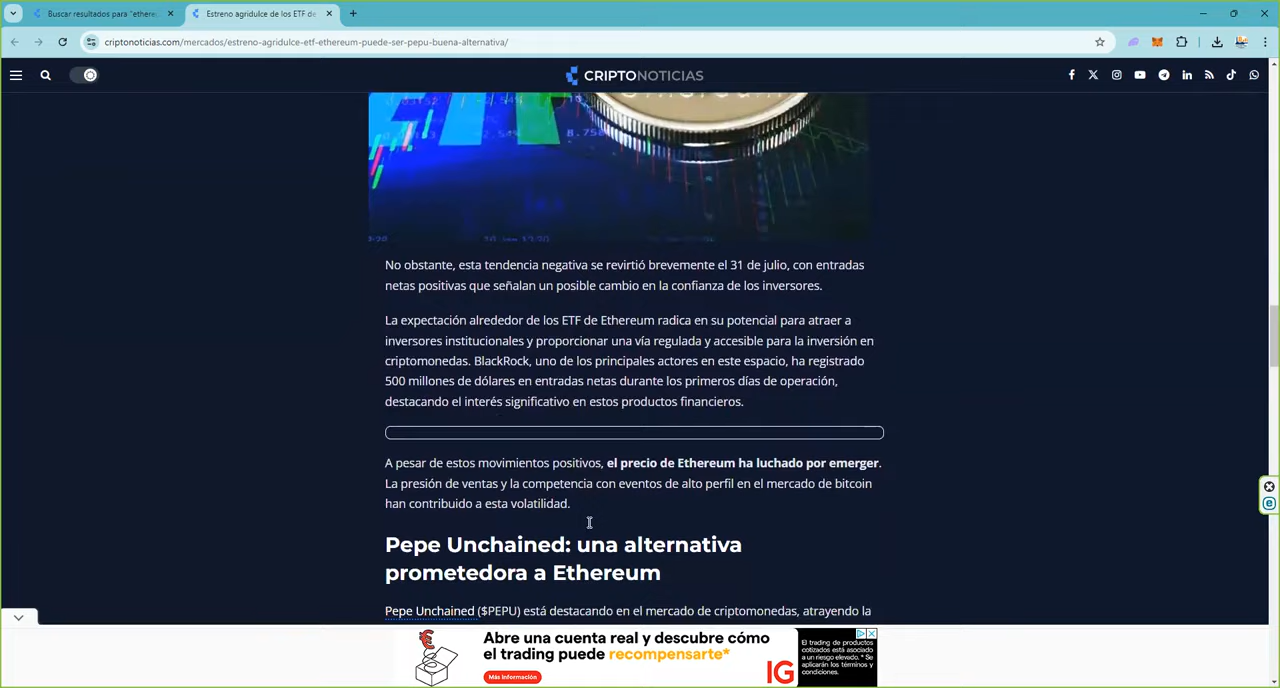 Buscar resultados para "ethere
Estreno agridulce de los ETF de
criptonoticias.com/mercados/estreno-agridulce-etf-ethereum-puede-ser-pepu-buena-alternativa/
CRIPTONOTICIAS
No obstante, esta tendencia negativa se revirtió brevemente el 31 de julio, con entradas
netas positivas que señalan un posible cambio en la confianza de los inversores.
La expectación alrededor de los ETF de Ethereum radica en su potencial para atraer a
inversores institucionales y proporcionar una vía regulada y accesible para la inversión en
criptomonedas. BlackRock, uno de los principales actores en este espacio, ha registrado
500 millones de dólares en entradas netas durante los primeros días de operación,
destacando el interés significativo en estos productos financieros.
A pesar de estos movimientos positivos, el precio de Ethereum ha luchado por emerger.
La presión de ventas y la competencia con eventos de alto perfil en el mercado de bitcoin
han contribuido a esta volatilidad.
Pepe Unchained: una alternativa
prometedora a Ethereum
Pepe Unchained ($PEPU) está destacando en el mercado de criptomonedas, atrayendo la
Abre una cuenta real y descubre cómo
el trading puede recompensarte*
Más información
IG
El trading de productos
cotizados está asociado
a un riesgo elevado. * Se
aplicarán los términos y
condiciones.